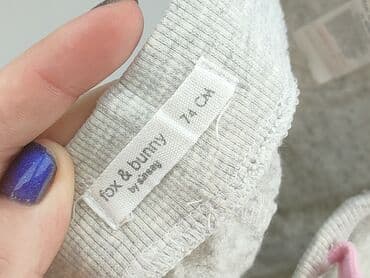 fox & bunny
by sinsay
74 CM